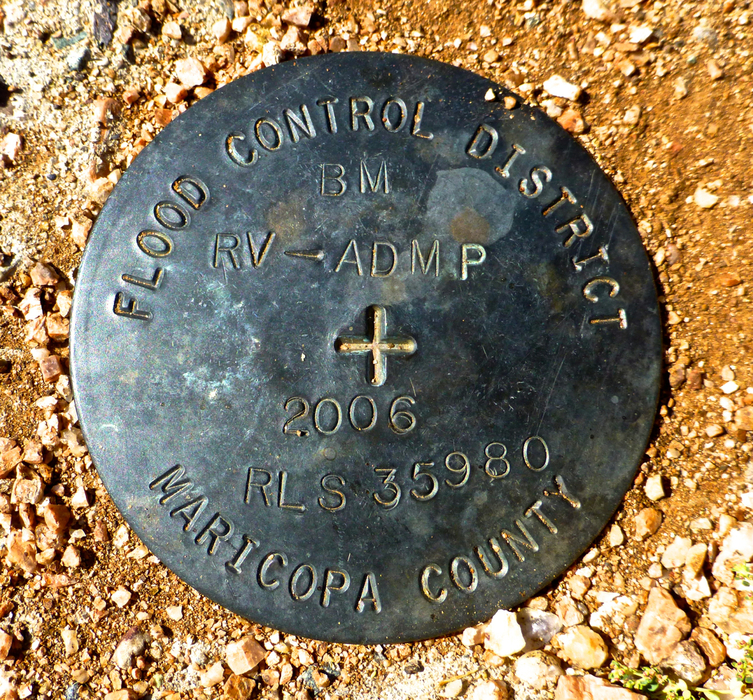 FLOOD CONTROL DISTRICT
BM
RV-ADMP
2006
RLS 35980
MARICOPA COUNTY